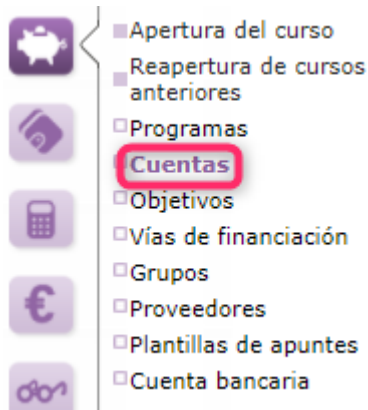 Apertura del curso
Reapertura de cursos
anteriores
Programas
Cuentas
Objetivos
Vías de financiación
Grupos
Proveedores
Plantillas de apuntes
Cuenta bancaria
€